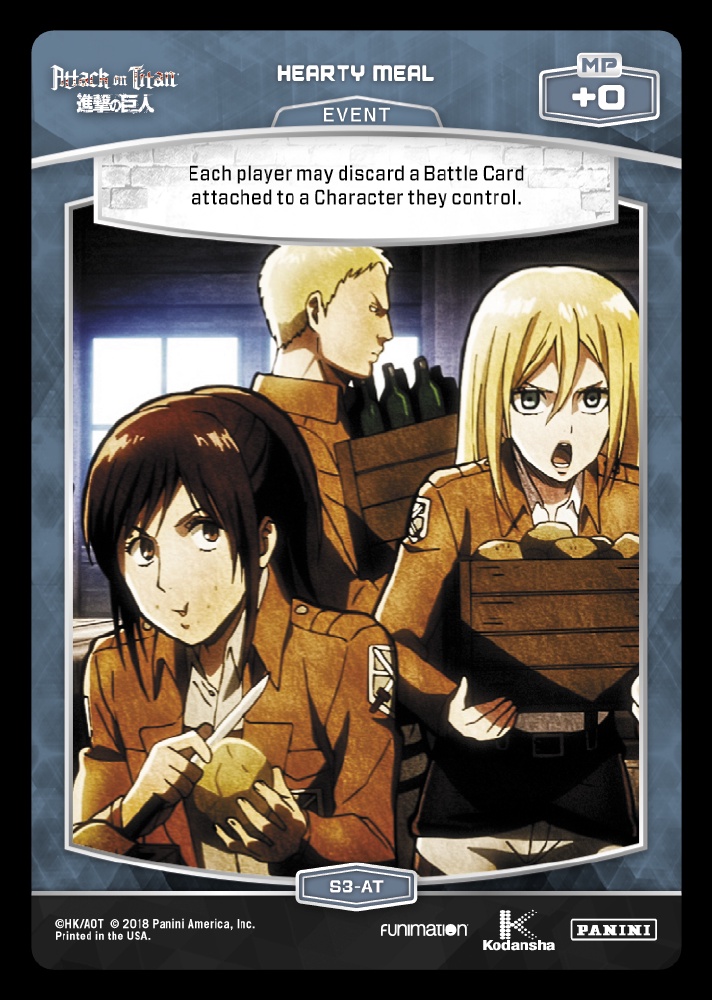 Attack on Titan
進撃の巨人
HEARTY MEAL
EVENT
MP
+0
Each player may discard a Battle Card
attached to a Character they control.
S3-AT
©HK/AOT © 2018 Panini America, Inc.
Printed in the USA.
FUNIMATION
Kodansha
PANINI